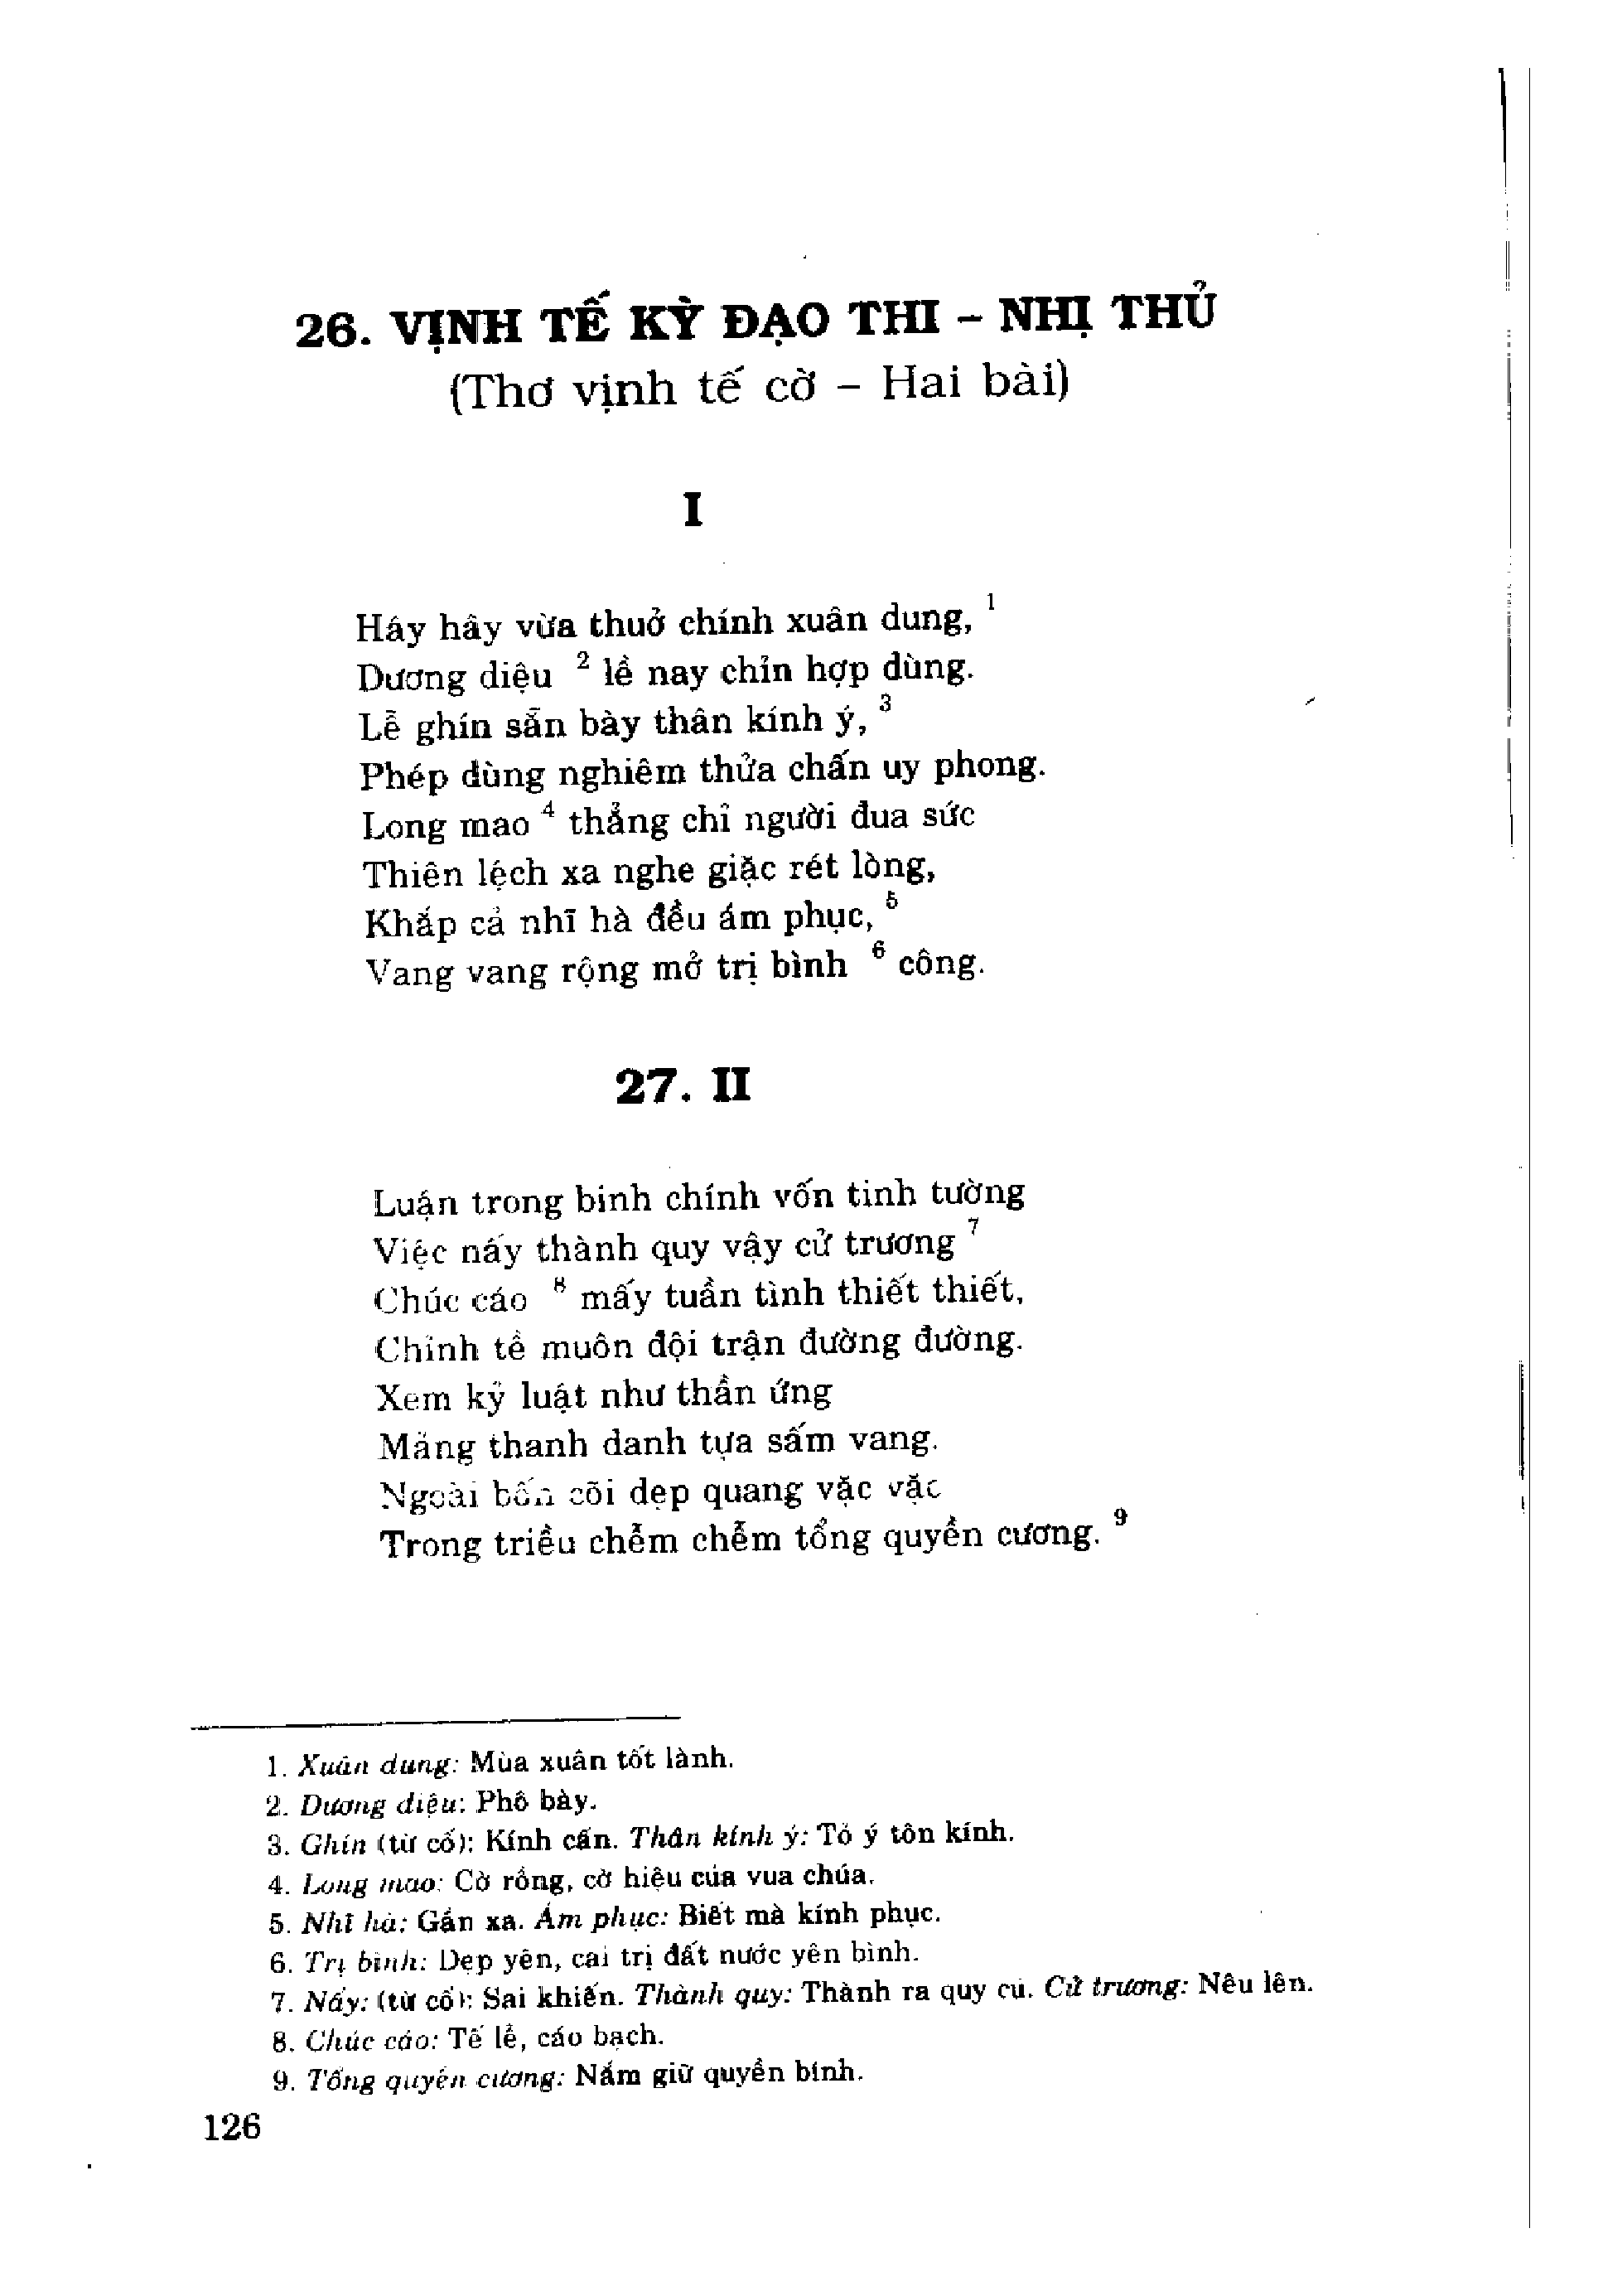 26. VỊNH TẾ KỲ ĐẠO THI – NHỊ THỦ
(Thơ vịnh tế cờ – Hai bài)
I
Hây hây vừa thuở chính xuân dung, 1
Dương diệu 2 lề nay chỉn hợp dùng.
Lễ ghín sẵn bày thân kính ý, 3
Phép dùng nghiêm thửa chấn uy phong.
Long mao 4 thẳng chỉ người đua sức
Thiên lệch xa nghe giặc rét lòng,
Khắp cả nhĩ hà đều ám phục, 5
Vang vang rộng mở trị bình 6 công.
27. II
Luận trong binh chính vốn tinh tường
Việc nảy thành quy vậy cử trương 7
Chúc cáo 8 mấy tuần tình thiết thiết,
Chỉnh tề muôn đội trận đường đường.
Xem kỷ luật như thần ứng
Mảng thanh danh tựa sấm vang.
Ngoài bốn cõi dẹp quang vặc vặc
Trong triều chễm chễm tổng quyền cương. 9
1. Xuân dung: Mùa xuân tốt lành.
2. Dương diệu: Phô bày.
3. Ghín (từ cổ): Kính cẩn. Thân kính ý: Tỏ ý tôn kính.
4. Long mao: Cờ rồng, cờ hiệu của vua chúa.
5. Nhĩ hà: Gần xa. Ám phục: Biết mà kính phục.
6. Trị bình: Dẹp yên, cai trị đất nước yên bình.
7. Nảy: (từ cổ): Sai khiến. Thành quy: Thành ra quy củ. Cử trương: Nêu lên.
8. Chúc cáo: Tế lễ, cáo bạch.
9. Tổng quyền cương: Nắm giữ quyền bính.
126